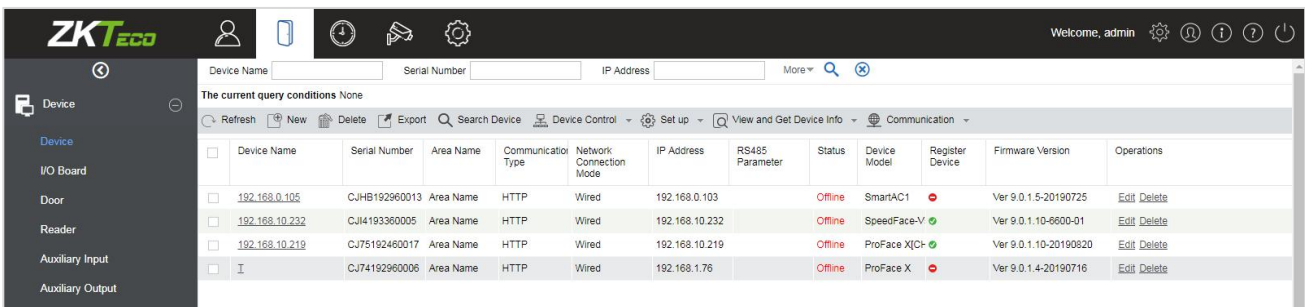 ZKTeco
Welcome, admin
Device Name Serial Number IP Address More
The current query conditions None
Refresh New Delete Export Search Device Device Control Set up View and Get Device Info Communication
Device
Device
I/O Board
Door
Reader
Auxiliary Input
Auxiliary Output
Device Name Serial Number Area Name Communication Type Network Connection Mode IP Address RS485 Parameter Status Device Model Register Device Firmware Version Operations
192.168.0.105 CJHB192960013 Area Name HTTP Wired 192.168.0.103 Offline SmartAC1 Ver 9.0.1.5-20190725 Edit Delete
192.168.10.232 CJI4193360005 Area Name HTTP Wired 192.168.10.232 Offline SpeedFace-V Ver 9.0.1.10-6600-01 Edit Delete
192.168.10.219 CJ75192460017 Area Name HTTP Wired 192.168.10.219 Offline ProFace X[CH Ver 9.0.1.10-20190820 Edit Delete
T CJ74192960006 Area Name HTTP Wired 192.168.1.76 Offline ProFace X Ver 9.0.1.4-20190716 Edit Delete